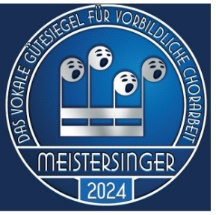 DAS VOKALE GÜTESIEGEL FÜR VORBILDLICHE CHORARBEIT
MEISTERSINGER
2024